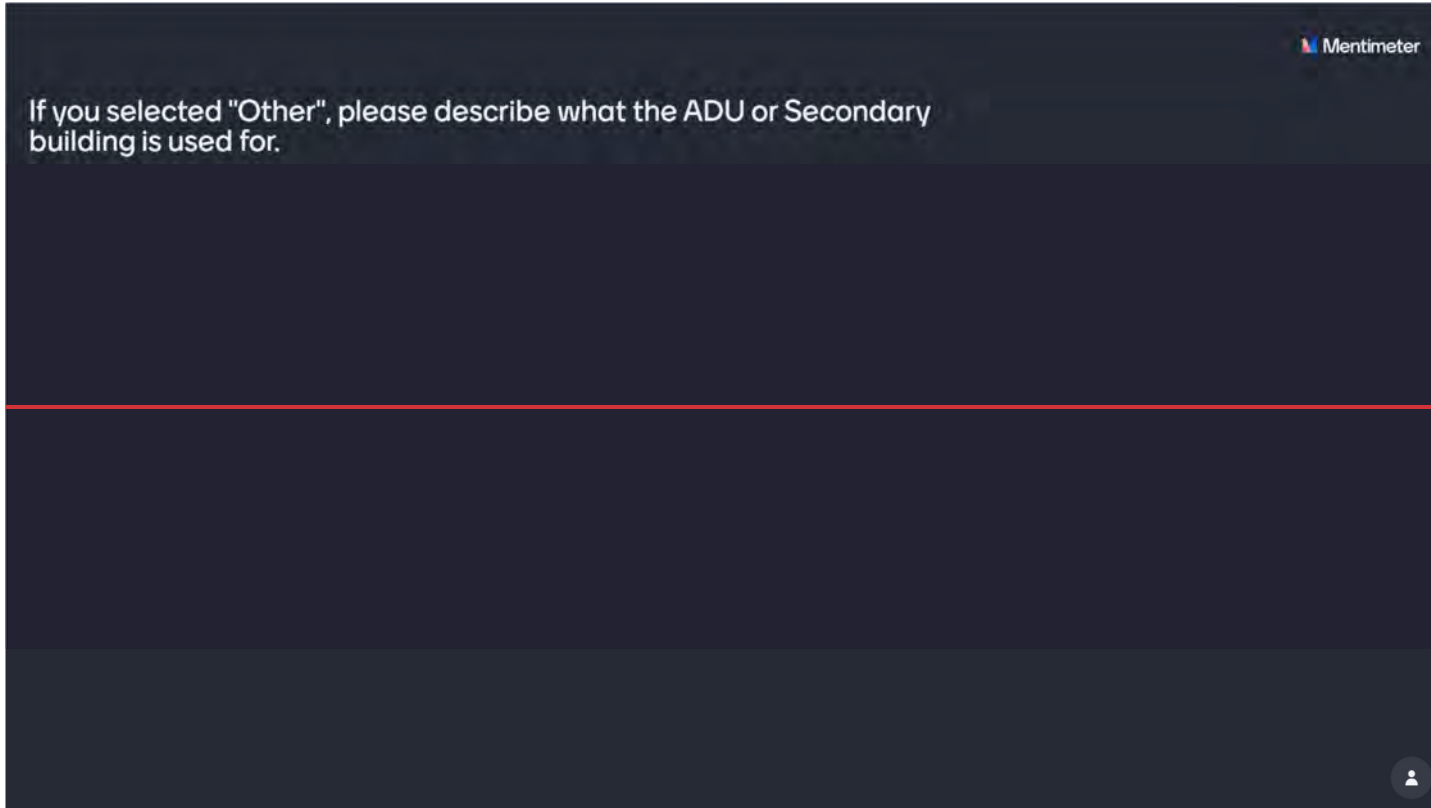 Mentimeter
If you selected "Other", please describe what the ADU or Secondary
building is used for.